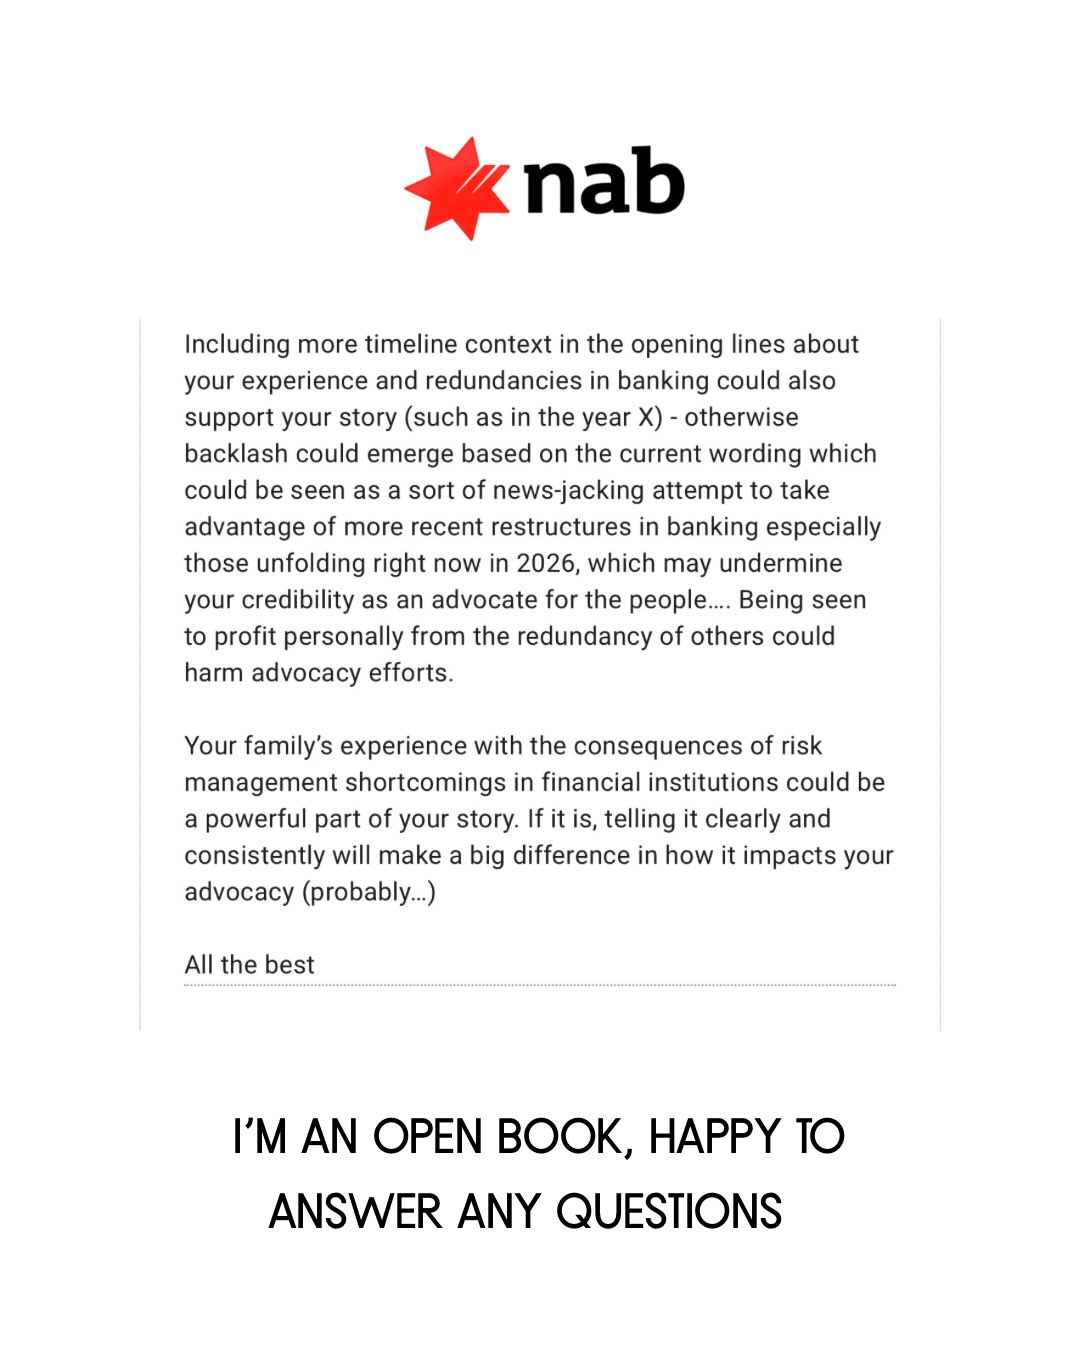 nab
Including more timeline context in the opening lines about
your experience and redundancies in banking could also
support your story (such as in the year X) - otherwise
backlash could emerge based on the current wording which
could be seen as a sort of news-jacking attempt to take
advantage of more recent restructures in banking especially
those unfolding right now in 2026, which may undermine
your credibility as an advocate for the people…. Being seen
to profit personally from the redundancy of others could
harm advocacy efforts.
Your family’s experience with the consequences of risk
management shortcomings in financial institutions could be
a powerful part of your story. If it is, telling it clearly and
consistently will make a big difference in how it impacts your
advocacy (probably…)
All the best
I’M AN OPEN BOOK, HAPPY TO
ANSWER ANY QUESTIONS